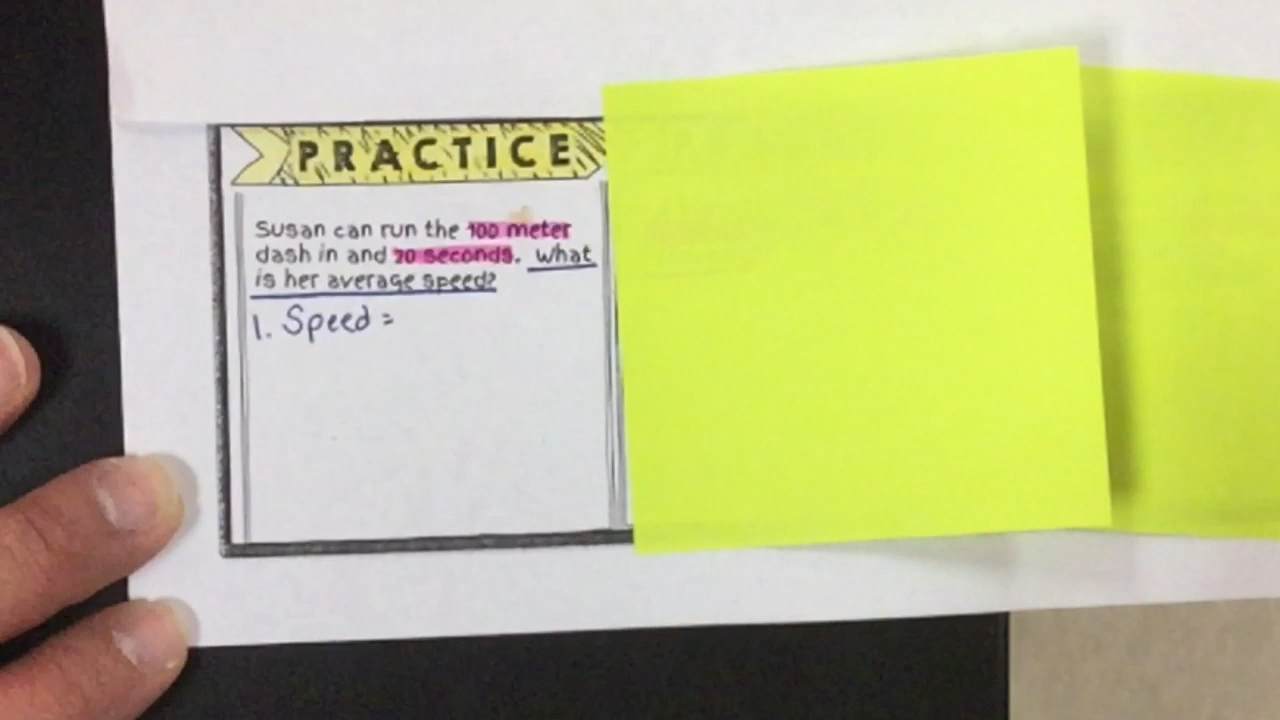 PRACTICE
Susan can run the 100 meter
dash in and 20 seconds. What
is her average speed?
1. Speed =